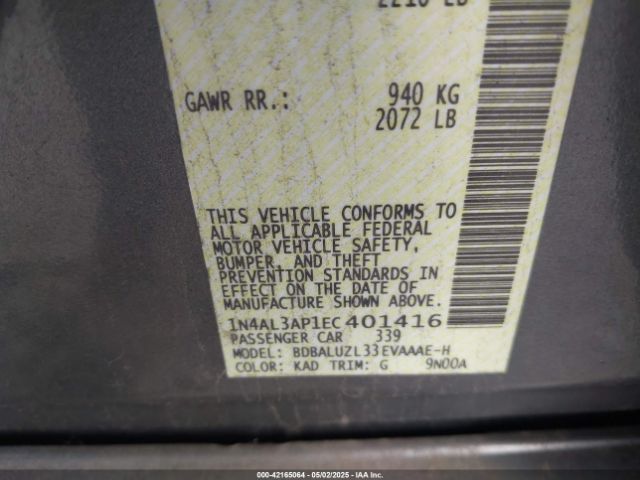 GAWR RR.: 940 KG
2072 LB
THIS VEHICLE CONFORMS TO
ALL APPLICABLE FEDERAL
MOTOR VEHICLE SAFETY,
BUMPER, AND THEFT
PREVENTION STANDARDS IN
EFFECT ON THE DATE OF
MANUFACTURE SHOWN ABOVE.
1N4AL3AP1EC401416
PASSENGER CAR 339
MODEL: BDBALUZL33EVAAAE-H
COLOR: KAD TRIM: G 9N00A
000-42165064 | 05/02/2025 | IAA Inc.